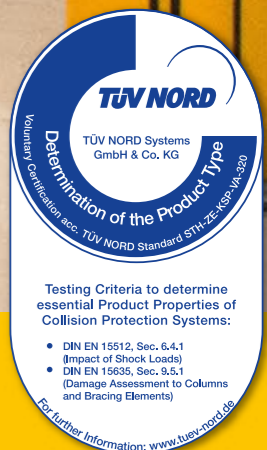 TÜV NORD
TÜV NORD Systems
GmbH & Co. KG
Determination of the Product Type
Voluntary Certification acc. TÜV NORD Standard STH-ZE-KSP-VA-320
Testing Criteria to determine
essential Product Properties of
Collision Protection Systems:
• DIN EN 15512, Sec. 6.4.1
(Impact of Shock Loads)
• DIN EN 15635, Sec. 9.5.1
(Damage Assessment to Columns
and Bracing Elements)
For further Information: www.tuev-nord.de